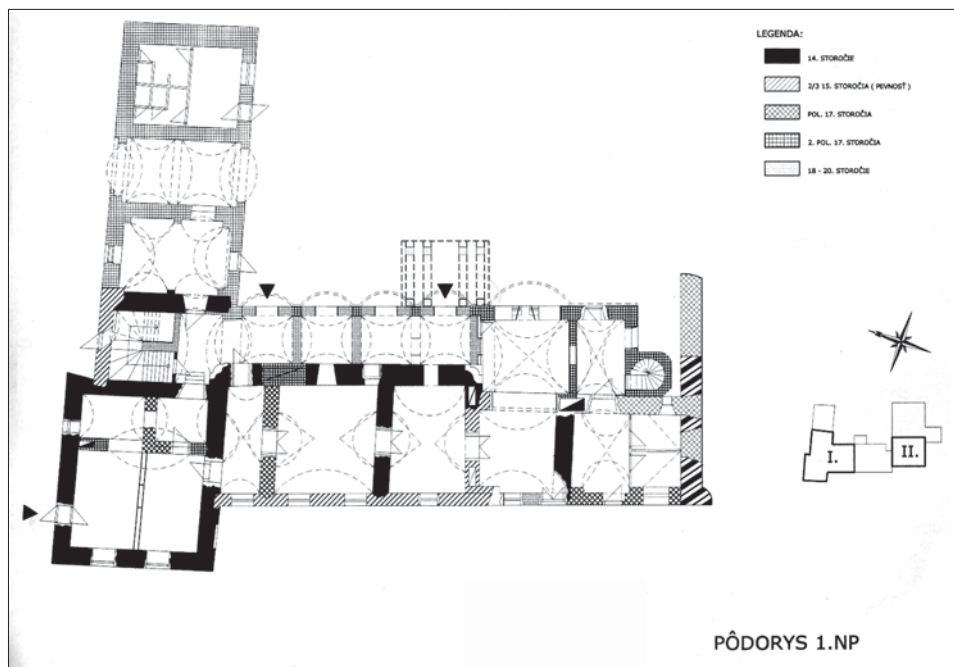 LEGENDA:
14. STOROČIE
2/3 15. STOROČIA ( PEVNOSŤ )
POL. 17. STOROČIA
2. POL. 17. STOROČIA
18 - 20. STOROČIE
I.
II.
PÔDORYS 1.NP